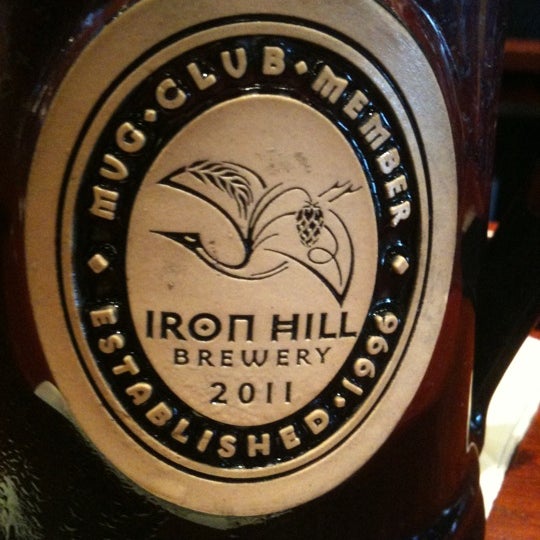 MUG • CLUB • MEMBER
IRON HILL
BREWERY
2011
ESTABLISHED • 1996